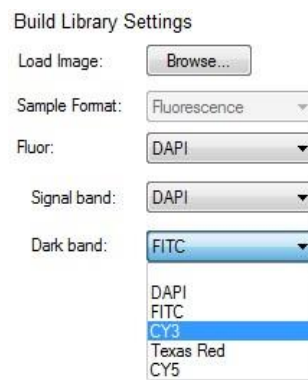 Build Library Settings
Load Image: Browse...
Sample Format: Fluorescence
Fluor: DAPI
Signal band: DAPI
Dark band: FITC
DAPI
FITC
CY3
Texas Red
CY5